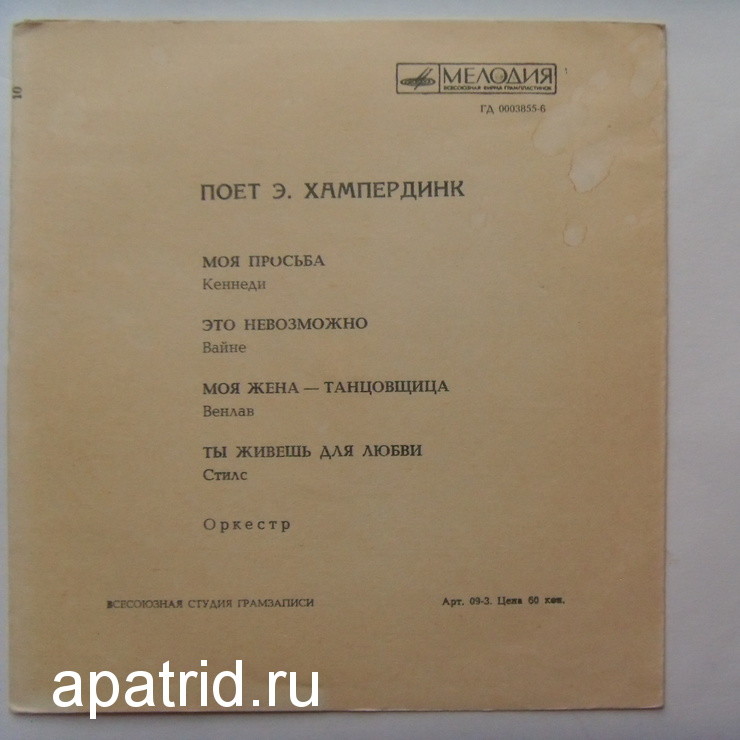 МЕЛОДИЯ
ВСЕСОЮЗНАЯ ФИРМА ГРАМПЛАСТИНОК
ГД 0003855-6
10
ПОЕТ Э. ХАМПЕРДИНК
МОЯ ПРОСЬБА
Кеннеди
ЭТО НЕВОЗМОЖНО
Вайне
МОЯ ЖЕНА — ТАНЦОВЩИЦА
Венлав
ТЫ ЖИВЕШЬ ДЛЯ ЛЮБВИ
Стилс
Оркестр
ВСЕСОЮЗНАЯ СТУДИЯ ГРАМЗАПИСИ
Арт. 09-3. Цена 60 коп.
apatrid.ru